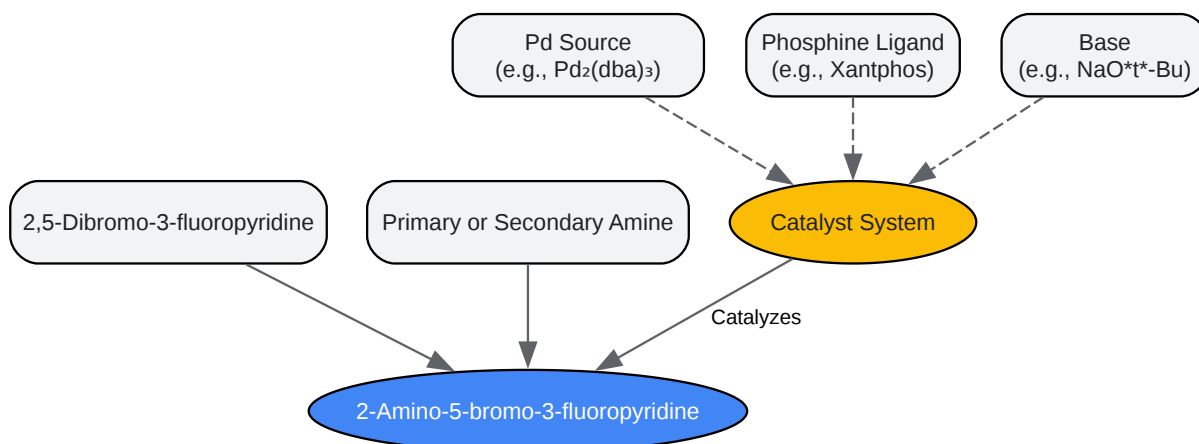 Pd Source
(e.g., Pd₂(dba)₃)
Phosphine Ligand
(e.g., Xantphos)
Base
(e.g., NaO*t*-Bu)
2,5-Dibromo-3-fluoropyridine
Primary or Secondary Amine
Catalyst System
Catalyzes
2-Amino-5-bromo-3-fluoropyridine